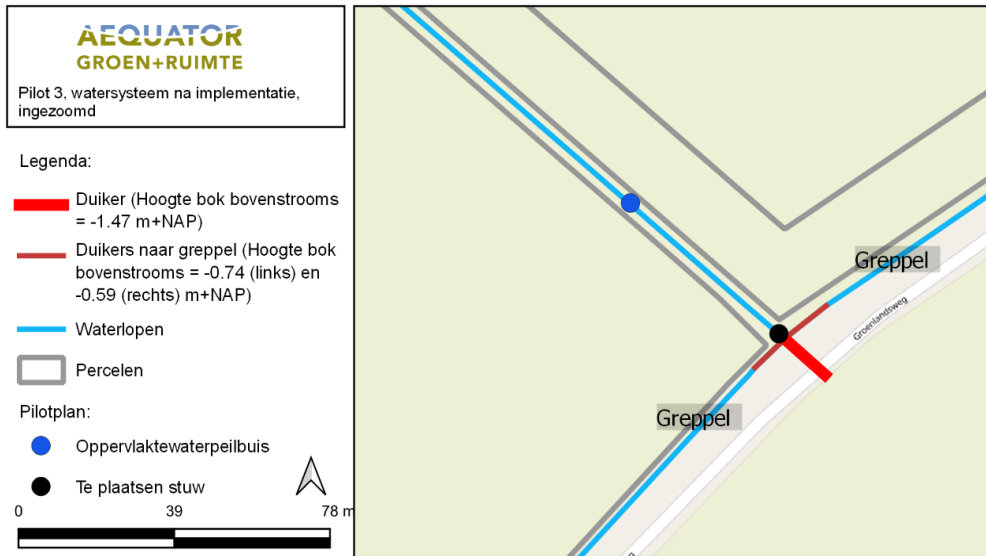 AEQUATOR
GROEN+RUIMTE
Pilot 3, watersysteem na implementatie,
ingezoomd
Legenda:
Duiker (Hoogte bok bovenstrooms
= -1.47 m+NAP)
Duikers naar greppel (Hoogte bok
bovenstrooms = -0.74 (links) en
-0.59 (rechts) m+NAP)
Waterlopen
Percelen
Pilotplan:
Oppervlaktewaterpeilbuis
Te plaatsen stuw
0 39 78 m
Greppel
Groenlandsweg
Greppel